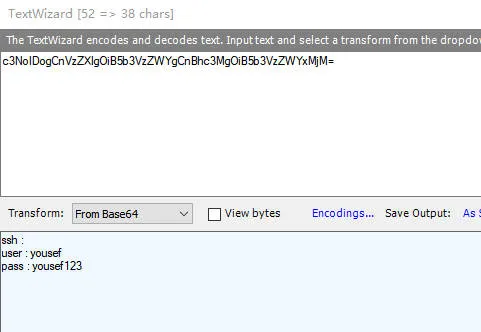 TextWizard [52 => 38 chars]
The TextWizard encodes and decodes text. Input text and select a transform from the
c3NoIDogCnVzZXIgOiB5b3VzZWYgCnBhc3MgOiB5b3VzZWYxMjM=
Transform: From Base64 View bytes Encodings... Save Output: As
ssh :
user : yousef
pass : yousef123